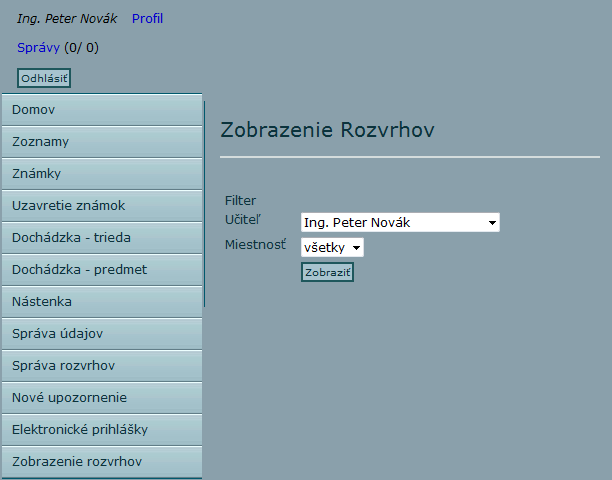 Ing. Peter Novák Profil
Správy (0/ 0)
Odhlásiť
Domov
Zoznamy
Známky
Uzavretie známok
Dochádzka - trieda
Dochádzka - predmet
Nástenka
Správa údajov
Správa rozvrhov
Nové upozornenie
Elektronické prihlášky
Zobrazenie rozvrhov
Zobrazenie Rozvrhov
Filter
Učiteľ Ing. Peter Novák
Miestnosť všetky
Zobraziť